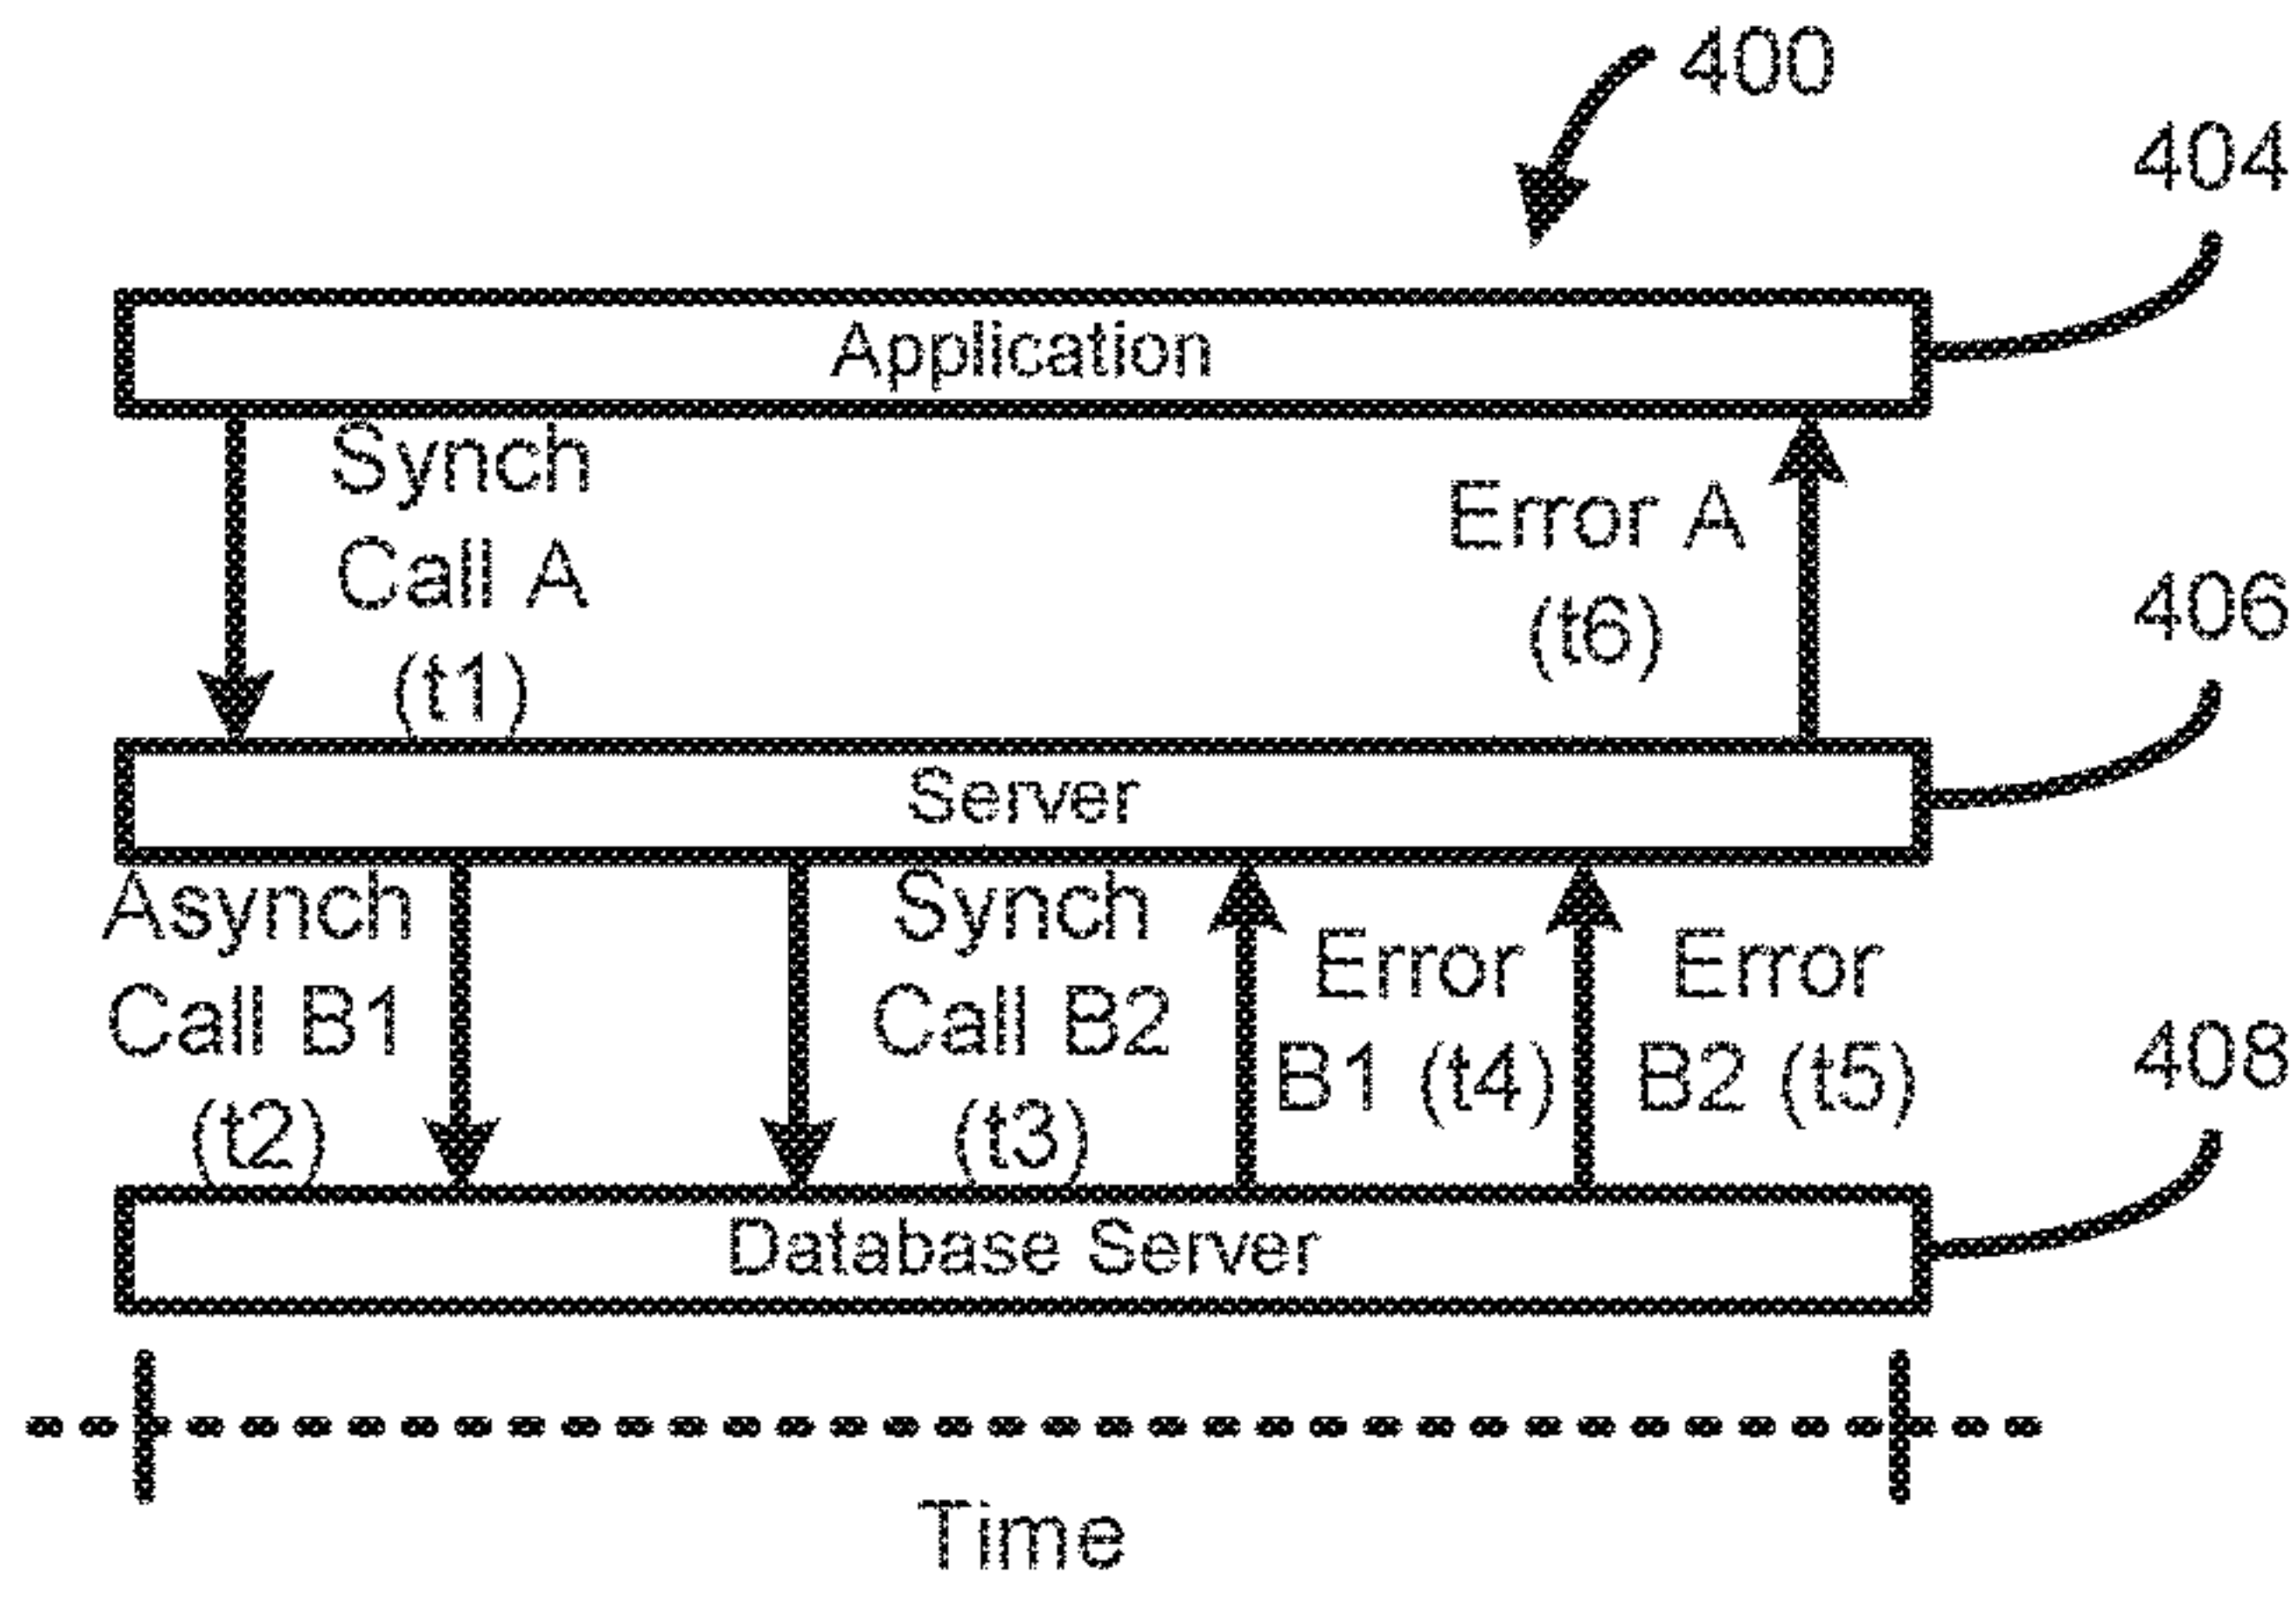 400
404
Application
Synch
Call A
(t1)
Error A
(t6)
406
Server
Asynch
Call B1
(t2)
Synch
Call B2
(t3)
Error
B1 (t4)
Error
B2 (t5)
408
Database Server
Time